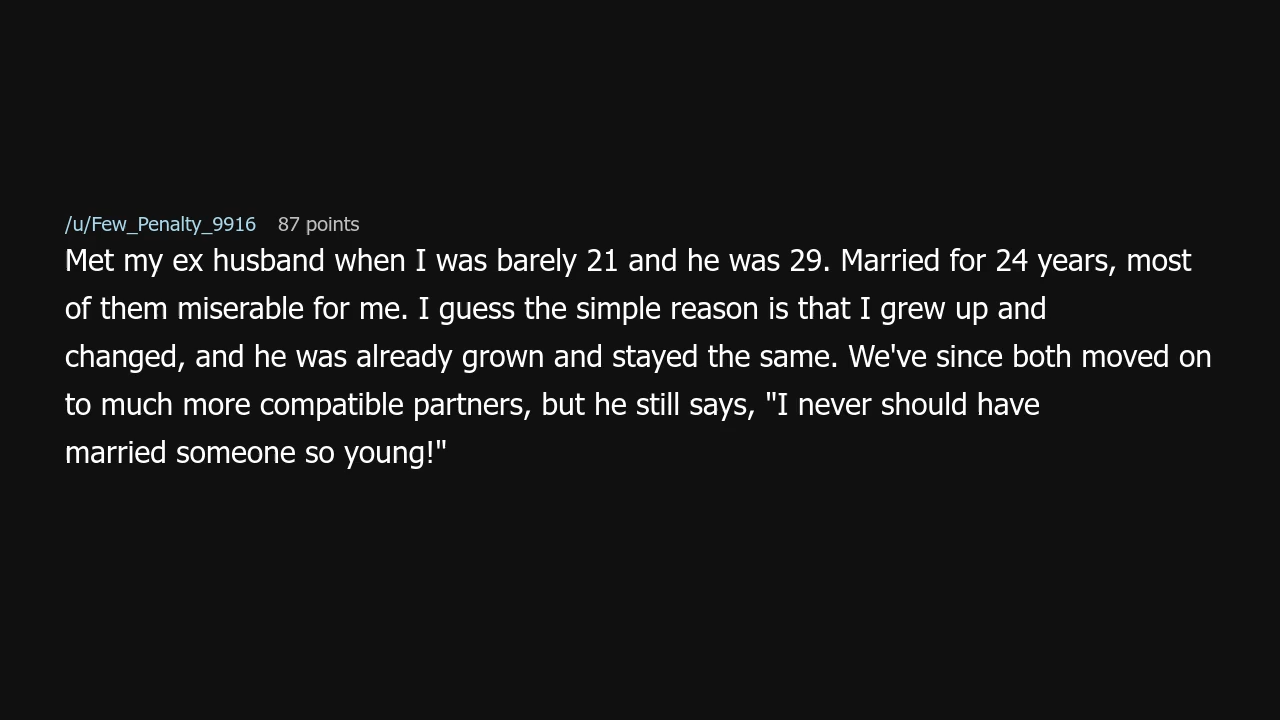 /u/Few_Penalty_9916 87 points
Met my ex husband when I was barely 21 and he was 29. Married for 24 years, most
of them miserable for me. I guess the simple reason is that I grew up and
changed, and he was already grown and stayed the same. We've since both moved on
to much more compatible partners, but he still says, "I never should have
married someone so young!"